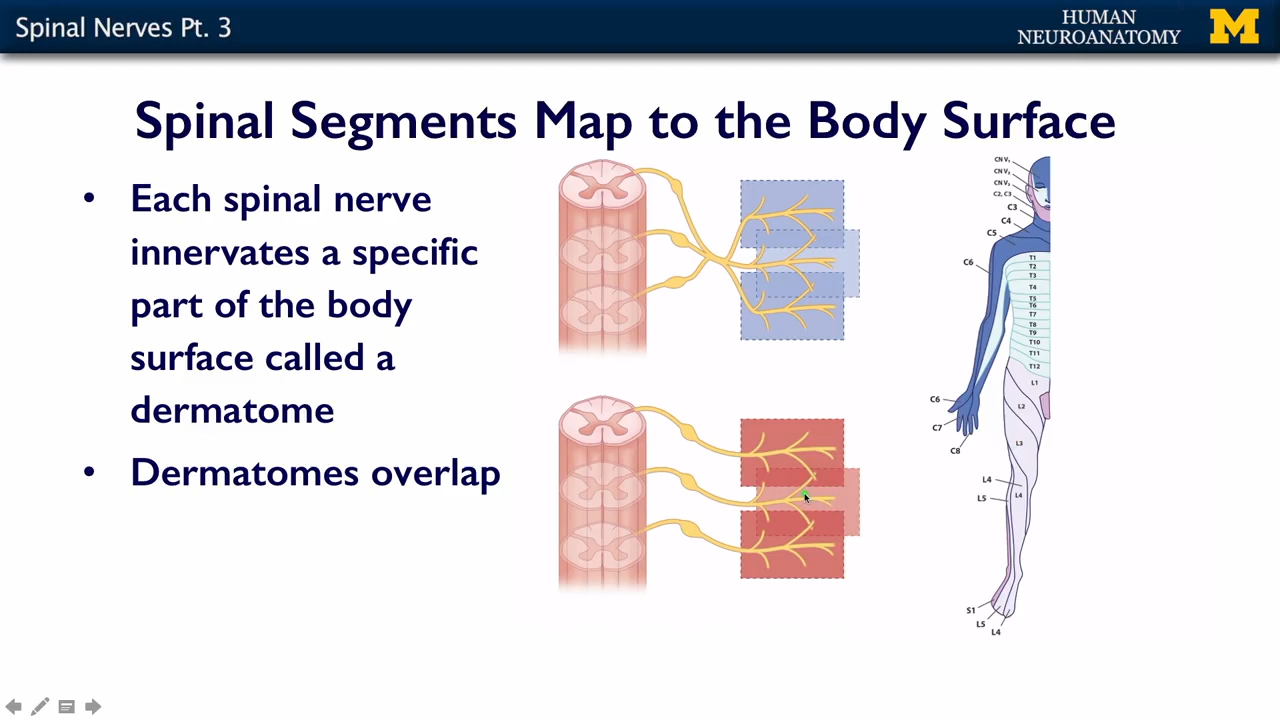 Spinal Nerves Pt. 3
HUMAN
NEUROANATOMY
M
Spinal Segments Map to the Body Surface
• Each spinal nerve
innervates a specific
part of the body
surface called a
dermatome
• Dermatomes overlap
CN V₁
CN V₂
CN V₃
C2, C3
C3
C4
C5
C6
T1
T2
T3
T4
T5
T6
T7
T8
T9
T10
T11
T12
L1
C6
L2
C7
L3
C8
L4
L4
L5
S1
L5
L4